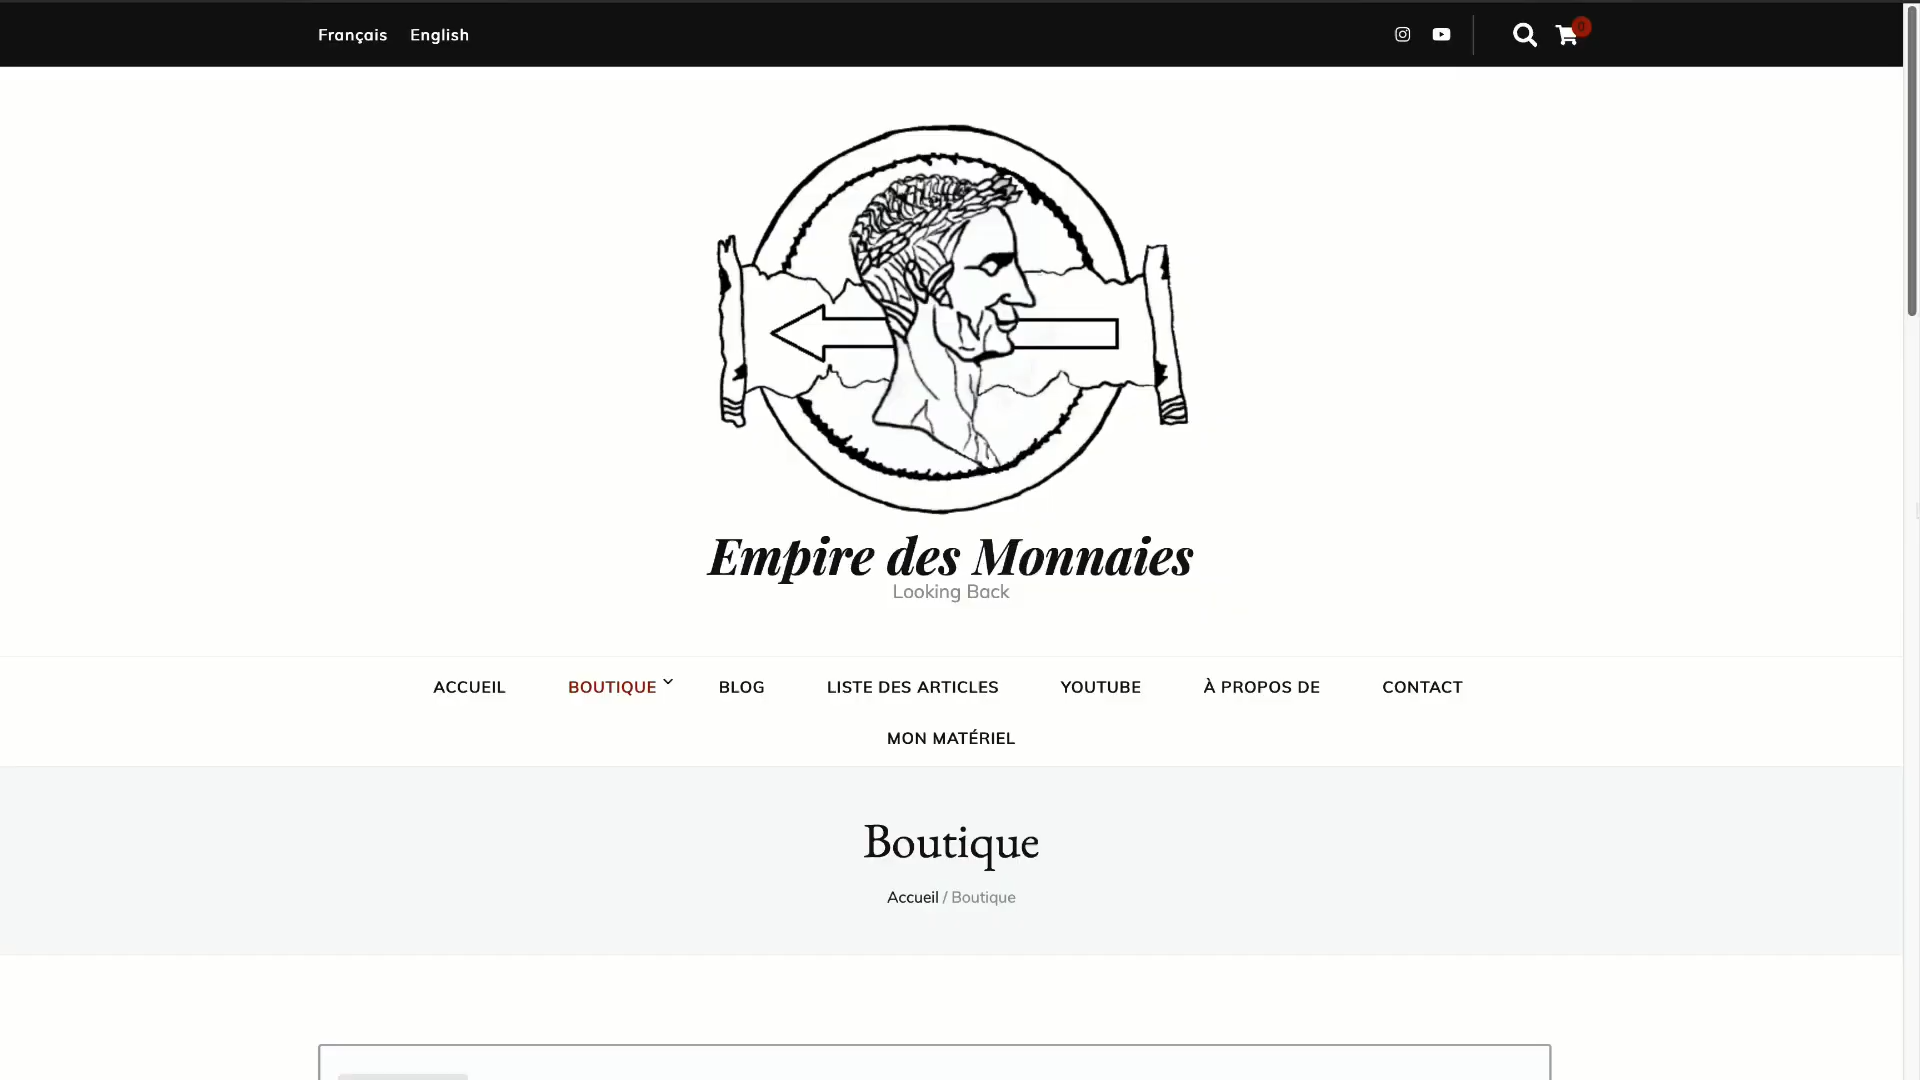 Français English
0
Empire des Monnaies
Looking Back
ACCUEIL BOUTIQUE BLOG LISTE DES ARTICLES YOUTUBE À PROPOS DE CONTACT
MON MATÉRIEL
Boutique
Accueil / Boutique